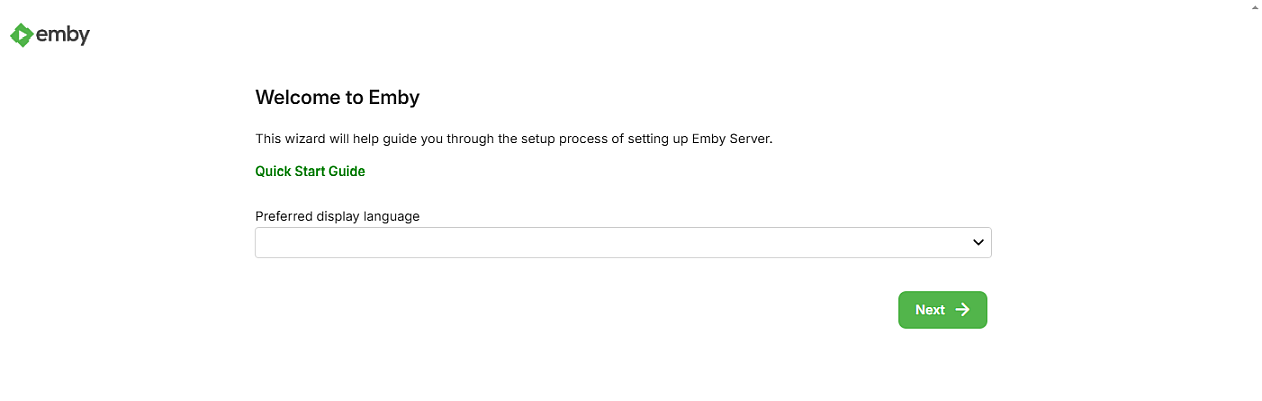 emby
Welcome to Emby
This wizard will help guide you through the setup process of setting up Emby Server.
Quick Start Guide
Preferred display language
Next